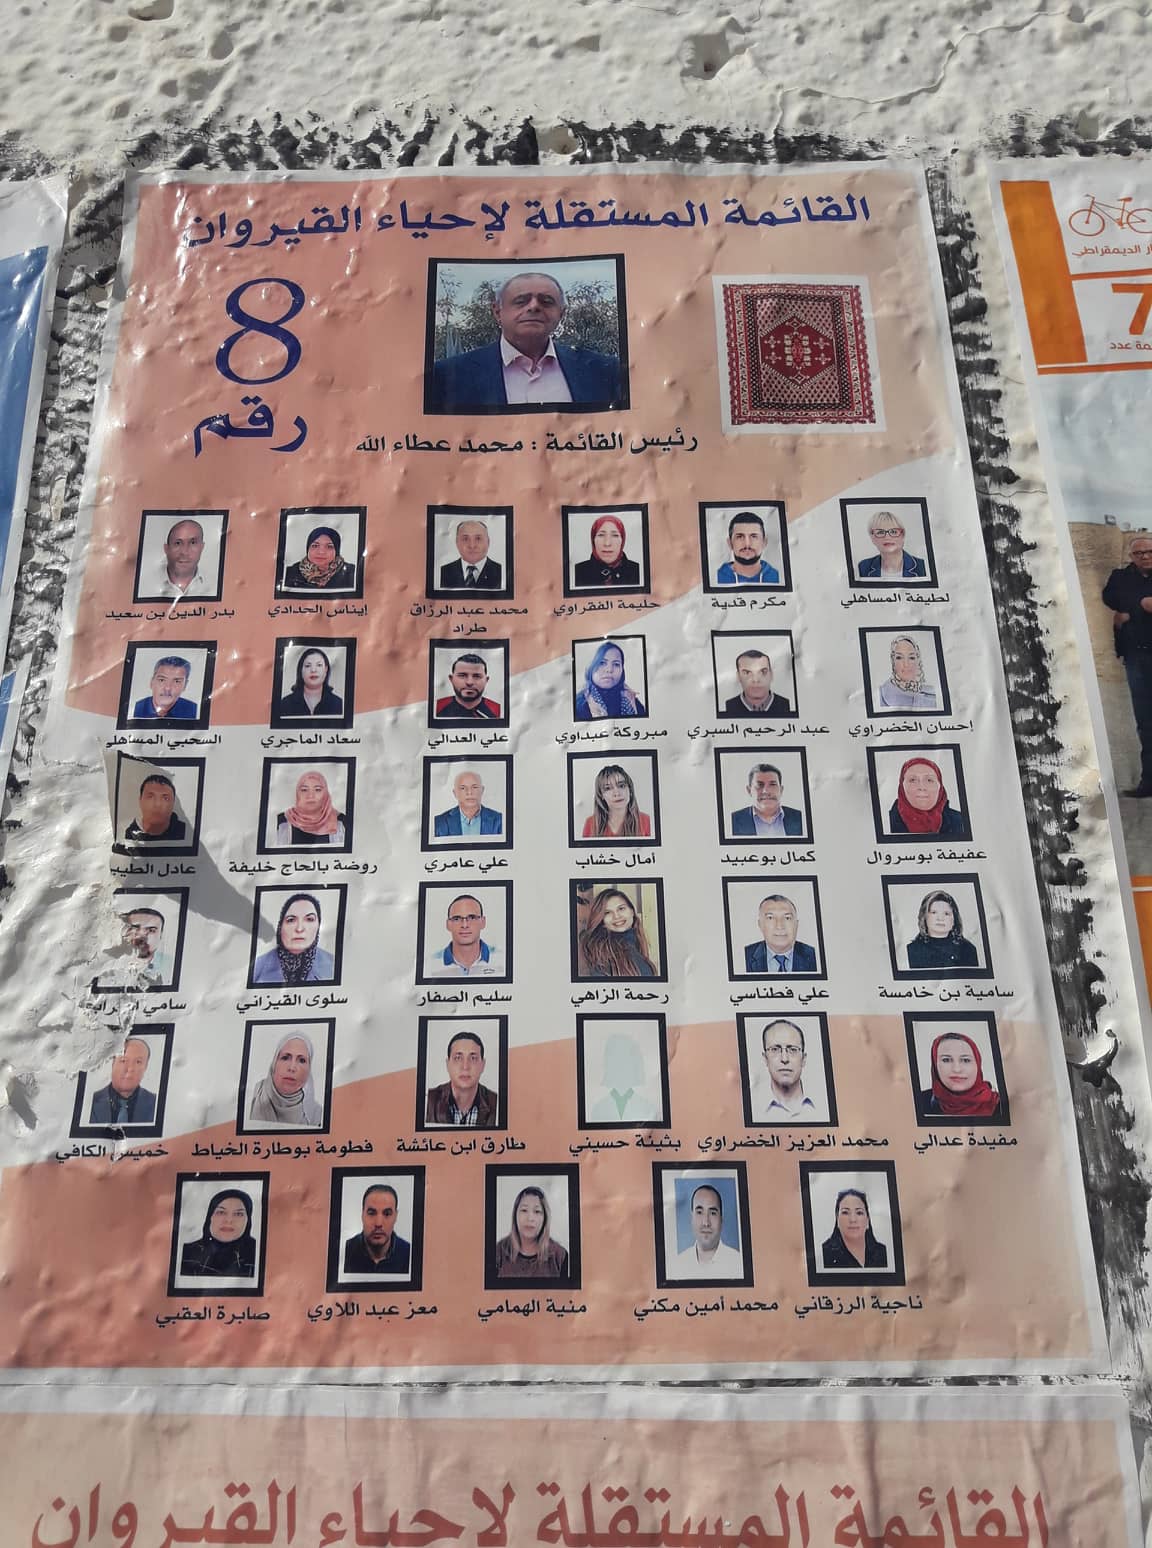 القائمة المستقلة لإحياء القيروان
8
رقم
رئيس القائمة : محمد عطاء الله
لطيفة المساهلي
مكرم قدية
حليمة الفقراوي
محمد عبد الرزاق
طراد
إيناس الحدادي
بدر الدين بن سعيد
إحسان الخضراوي
عبد الرحيم السبري
مبروكة عبداوي
علي العدالي
سعاد الماجري
السحبي المساهلي
عفيفة بوسروال
كمال بوعبيد
أمال خشاب
علي عامري
روضة بالحاج خليفة
عادل الطيب
سامية بن خامسة
علي فطناسي
رحمة الزاهي
سليم الصفار
سلوى القيزاني
سامي
مفيدة عدالي
محمد العزيز الخضراوي
بثينة حسيني
طارق ابن عائشة
فطومة بوطارة الخياط
خميس الكافي
ناجية الرزقاني
محمد أمين مكني
منية الهمامي
معز عبد اللاوي
صابرة العقبي
الديمقراطي
7
عدد
القائمة المستقلة لإحياء القيروان